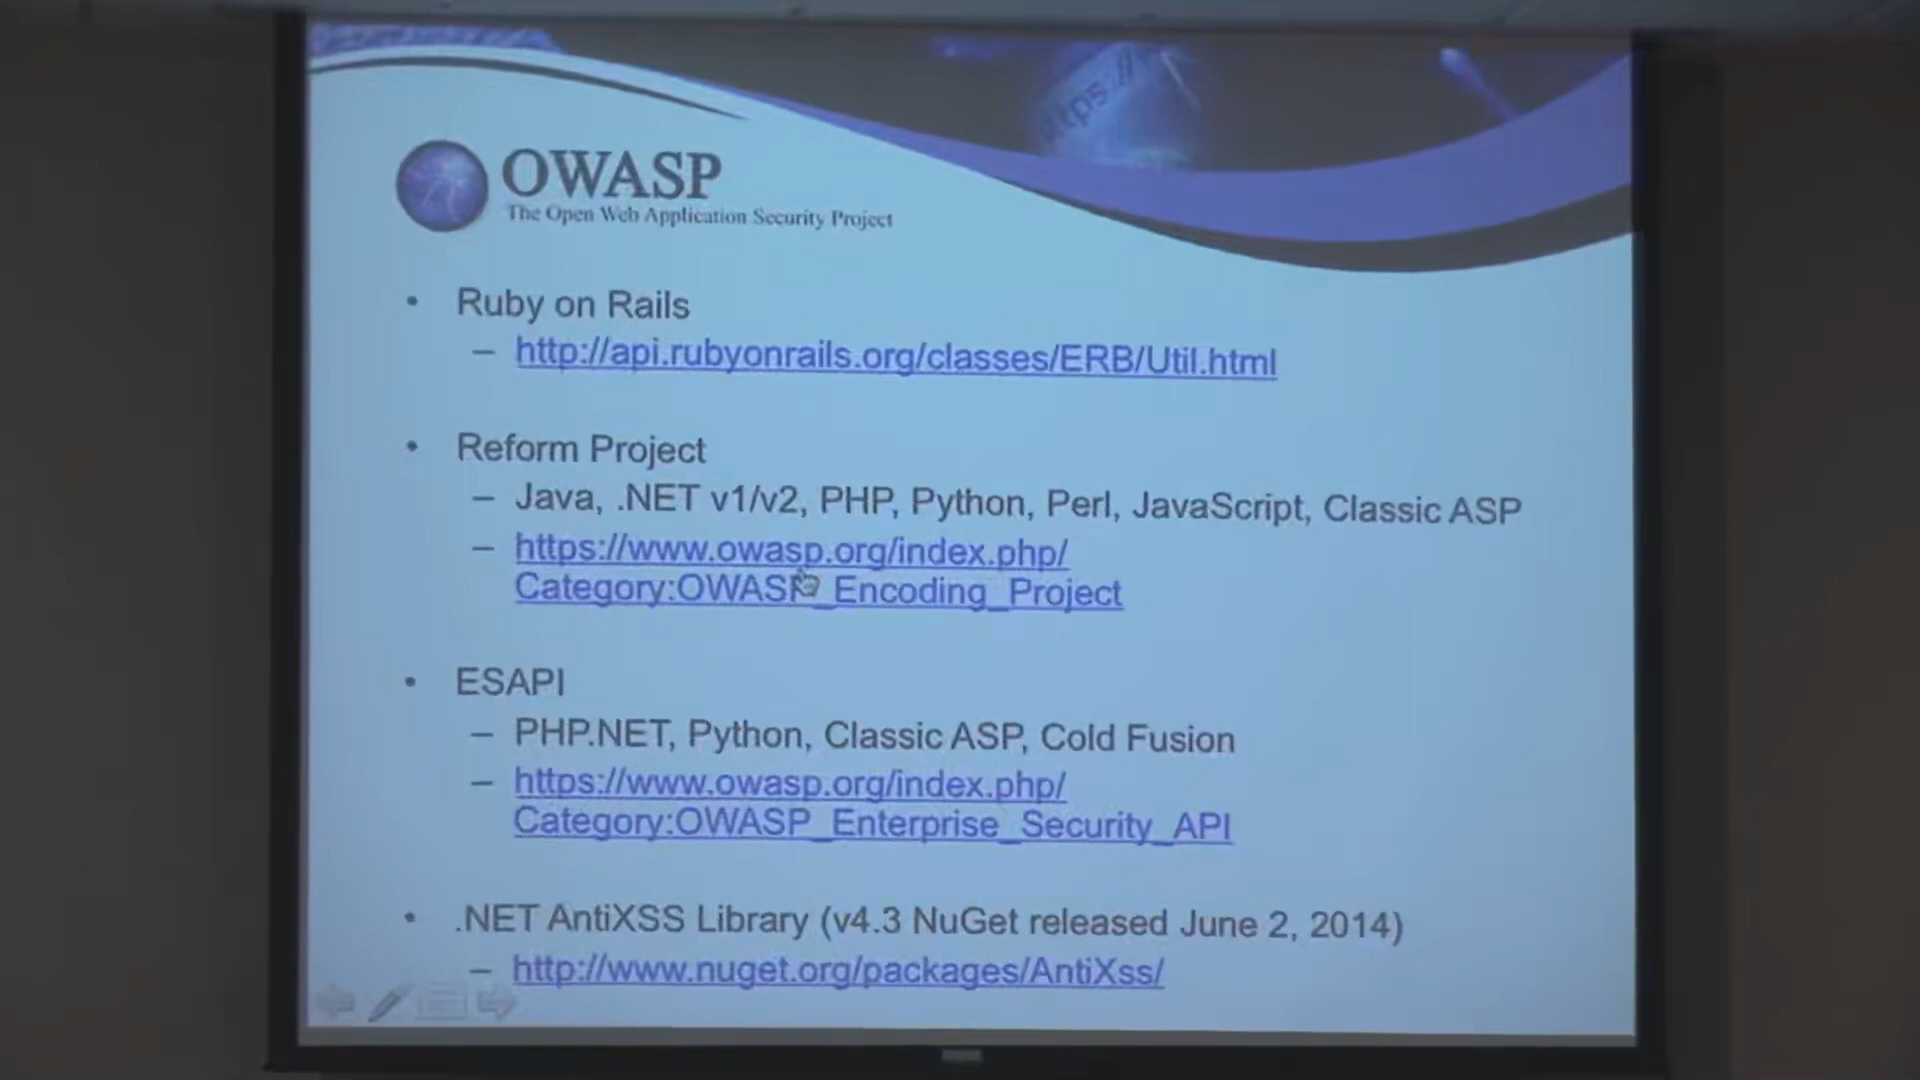 https://
OWASP
The Open Web Application Security Project
• Ruby on Rails
– http://api.rubyonrails.org/classes/ERB/Util.html
• Reform Project
– Java, .NET v1/v2, PHP, Python, Perl, JavaScript, Classic ASP
– https://www.owasp.org/index.php/
Category:OWASP_Encoding_Project
• ESAPI
– PHP.NET, Python, Classic ASP, Cold Fusion
– https://www.owasp.org/index.php/
Category:OWASP_Enterprise_Security_API
• .NET AntiXSS Library (v4.3 NuGet released June 2, 2014)
– http://www.nuget.org/packages/AntiXss/